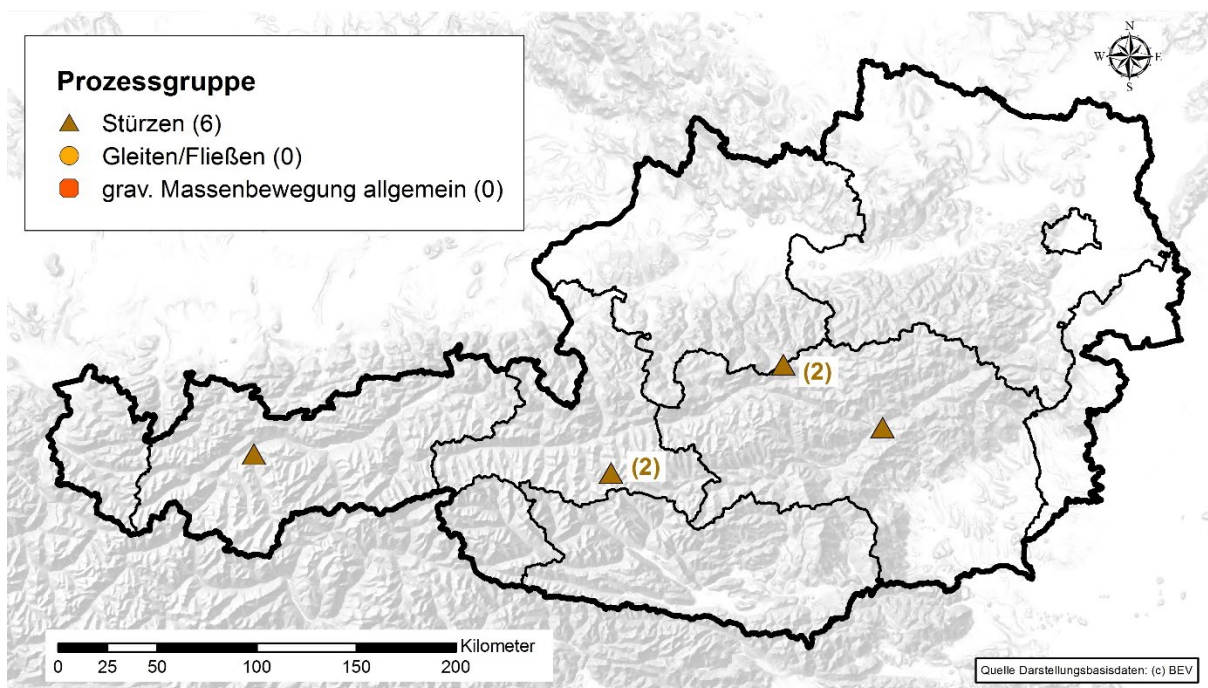 Prozessgruppe
Stürzen (6)
Gleiten/Fließen (0)
grav. Massenbewegung allgemein (0)
N
W E
S
(2)
(2)
Kilometer
0 25 50 100 150 200
Quelle Darstellungsbasisdaten: (c) BEV